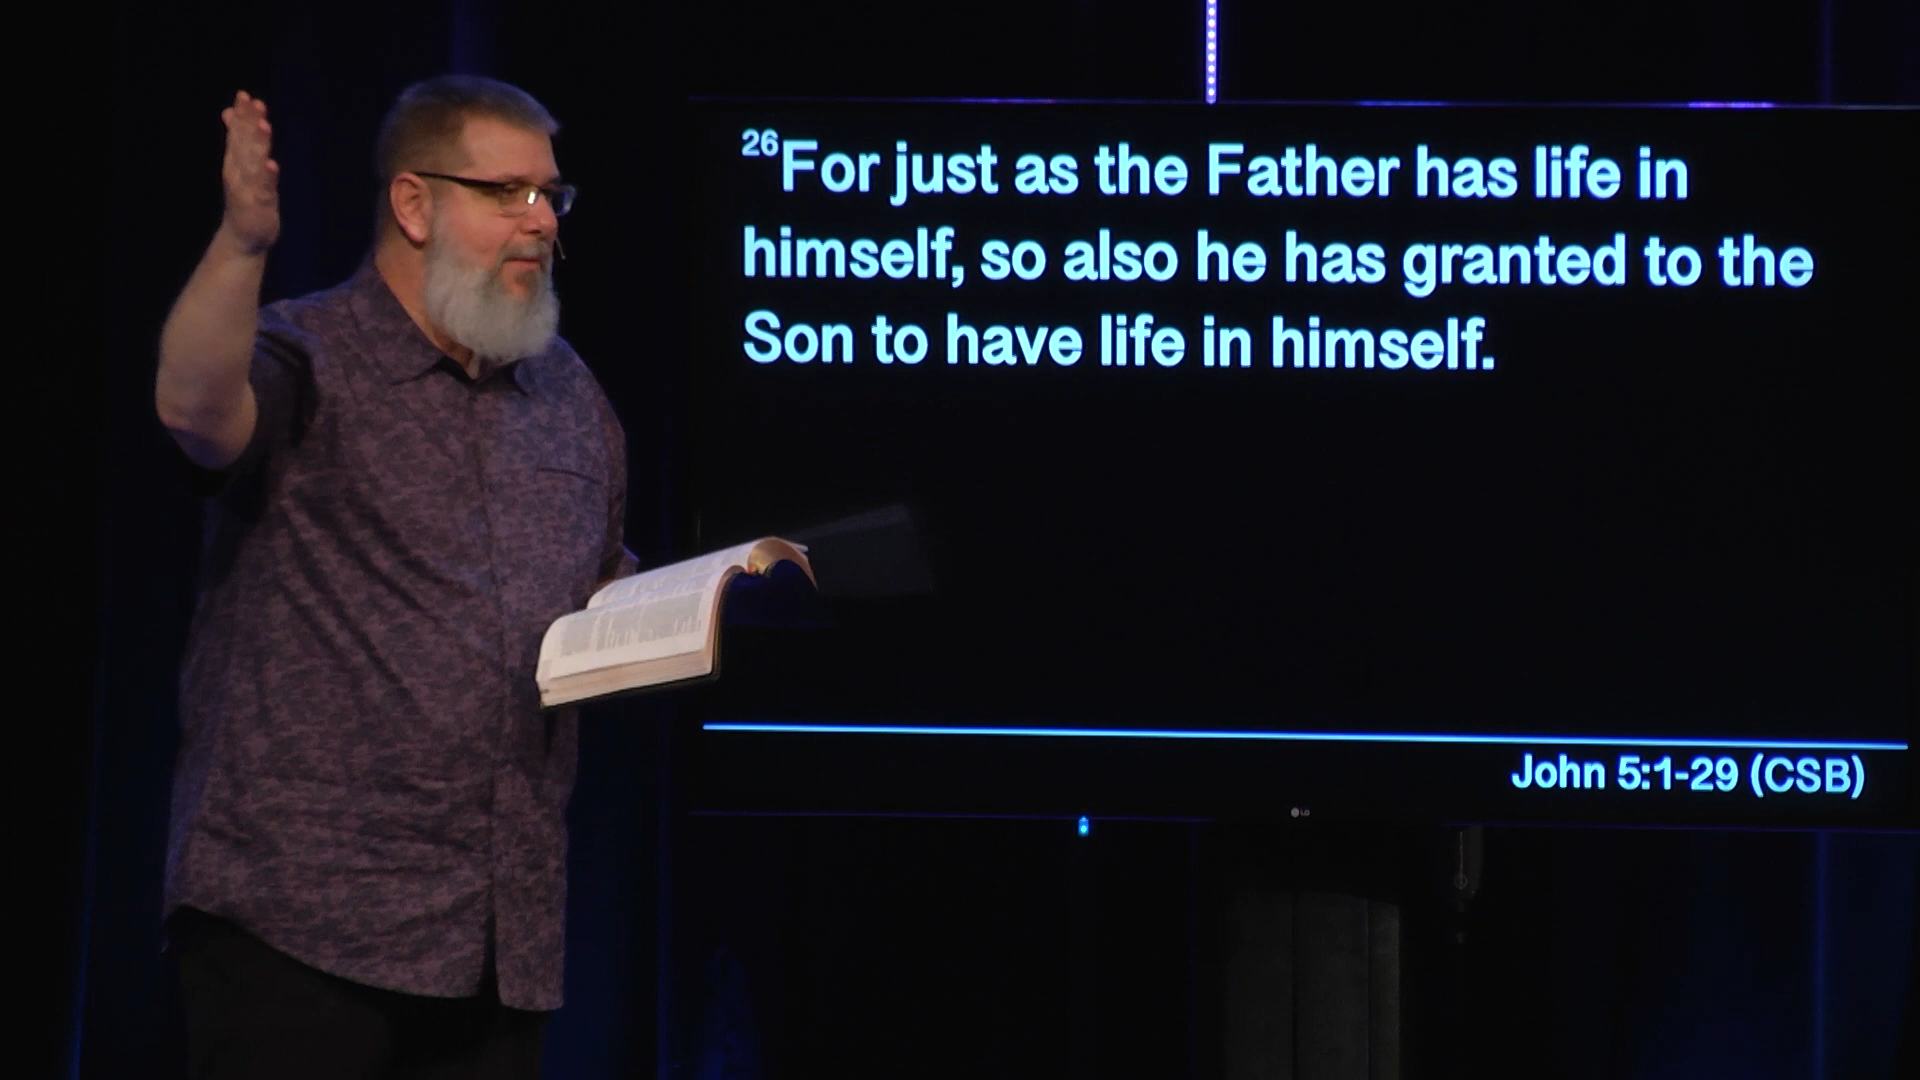 26For just as the Father has life in
himself, so also he has granted to the
Son to have life in himself.
John 5:1-29 (CSB)
LG